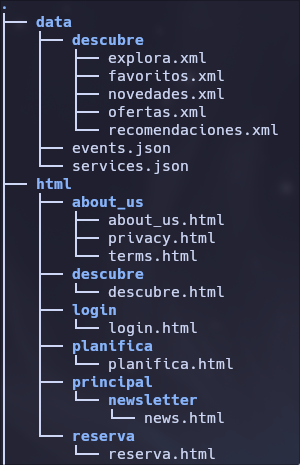 .
├── data
│   ├── descubre
│   │   ├── explora.xml
│   │   ├── favoritos.xml
│   │   ├── novedades.xml
│   │   ├── ofertas.xml
│   │   └── recomendaciones.xml
│   ├── events.json
│   └── services.json
├── html
│   ├── about_us
│   │   ├── about_us.html
│   │   ├── privacy.html
│   │   └── terms.html
│   ├── descubre
│   │   └── descubre.html
│   ├── login
│   │   └── login.html
│   ├── planifica
│   │   └── planifica.html
│   ├── principal
│   │   └── newsletter
│   │       └── news.html
│   └── reserva
│       └── reserva.html